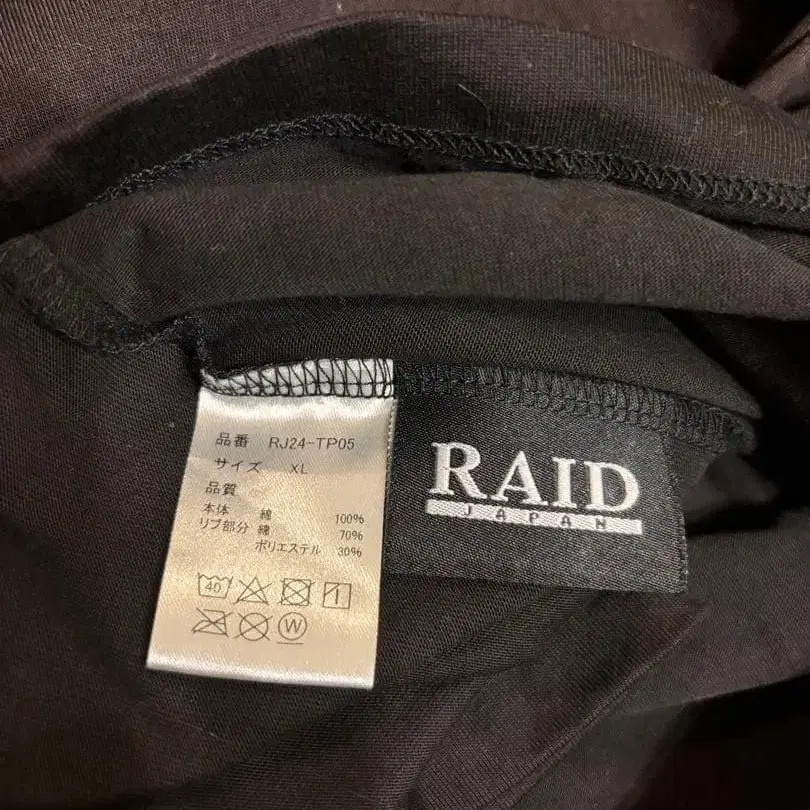 品番 RJ24-TP05
サイズ XL
品質
本体 綿 100%
リブ部分 綿 70%
ポリエステル 30%
40
W
RAID
JAPAN